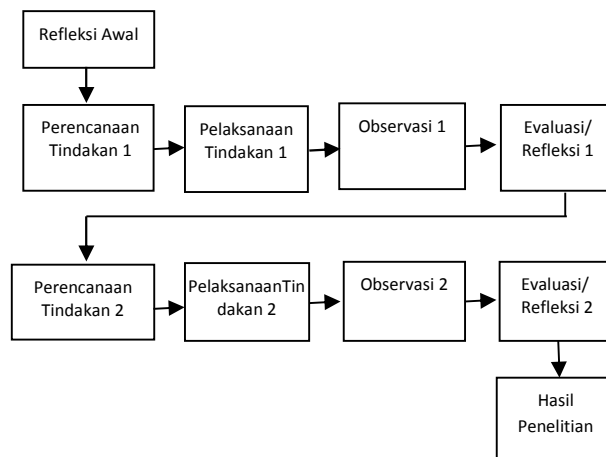 Refleksi Awal
Perencanaan
Tindakan 1
Pelaksanaan
Tindakan 1
Observasi 1
Evaluasi/
Refleksi 1
Perencanaan
Tindakan 2
PelaksanaanTin
dakan 2
Observasi 2
Evaluasi/
Refleksi 2
Hasil
Penelitian